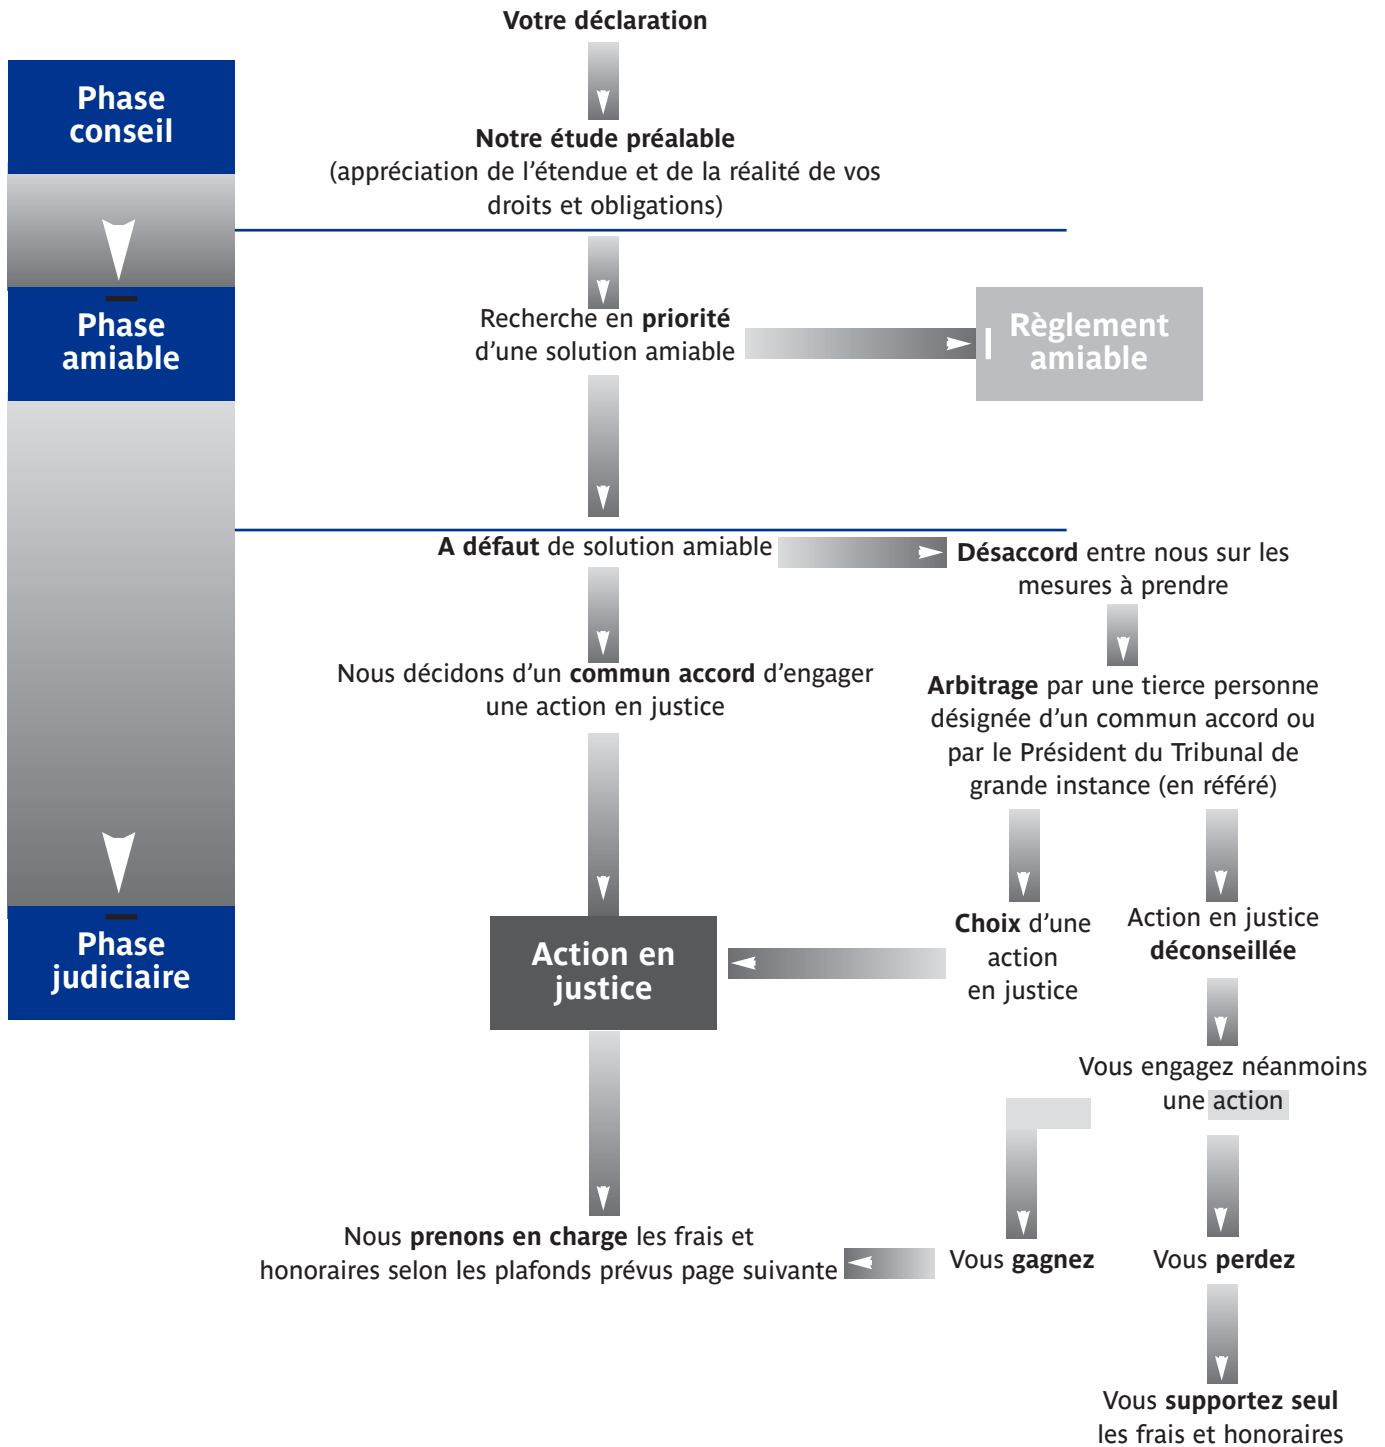 Votre déclaration
Phase
conseil
Notre étude préalable
(appréciation de l'étendue et de la réalité de vos
droits et obligations)
Phase
amiable
Recherche en priorité
d'une solution amiable
Règlement
amiable
A défaut de solution amiable
Désaccord entre nous sur les
mesures à prendre
Nous décidons d'un commun accord d'engager
une action en justice
Arbitrage par une tierce personne
désignée d'un commun accord ou
par le Président du Tribunal de
grande instance (en référé)
Phase
judiciaire
Action en
justice
Choix d'une
action
en justice
Action en justice
déconseillée
Vous engagez néanmoins
une action
Nous prenons en charge les frais et
honoraires selon les plafonds prévus page suivante
Vous gagnez
Vous perdez
Vous supportez seul
les frais et honoraires